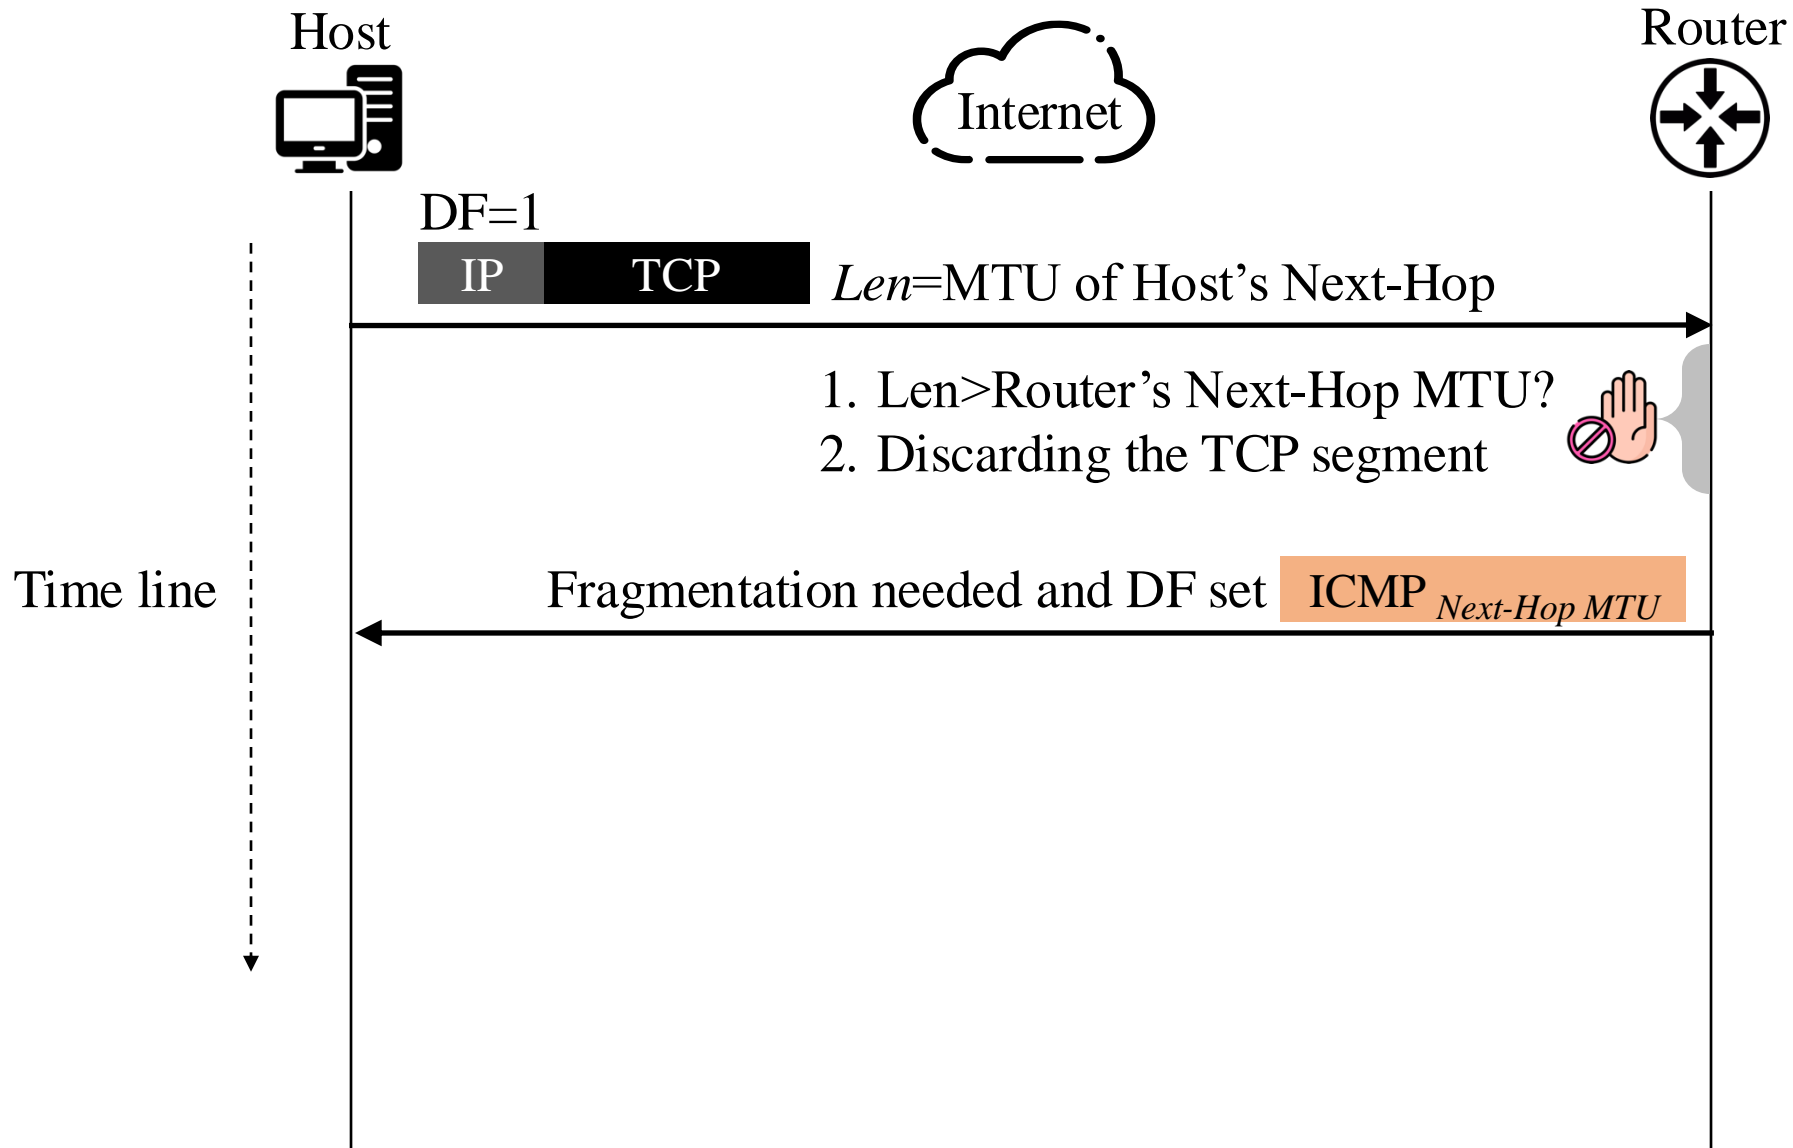 Host
Internet
Router
DF=1
IP
TCP
Len=MTU of Host’s Next-Hop
1. Len>Router’s Next-Hop MTU?
2. Discarding the TCP segment
Time line
Fragmentation needed and DF set
ICMP Next-Hop MTU